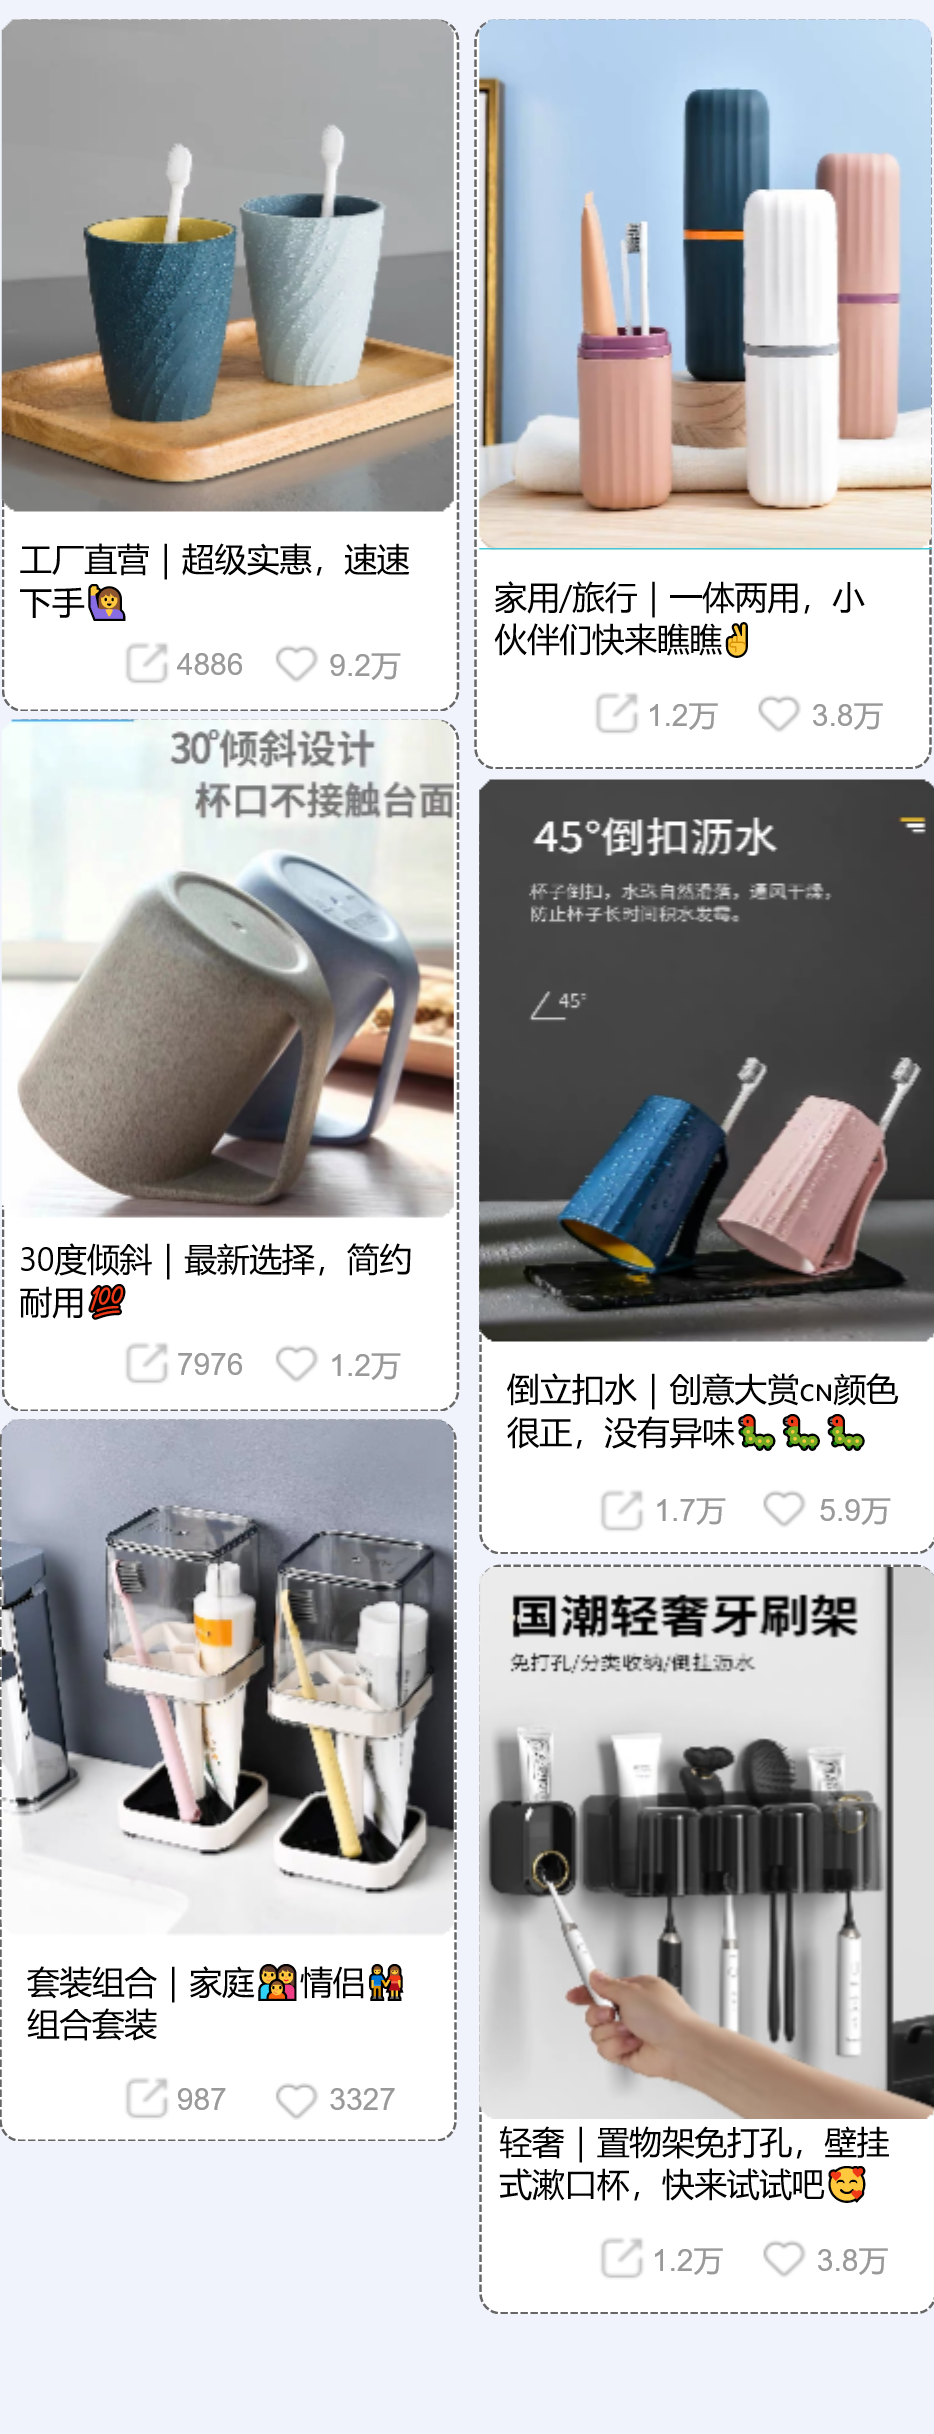 工厂直营｜超级实惠，速速
下手🙋‍♀️
4886 9.2万
30°倾斜设计
杯口不接触台面
30度倾斜｜最新选择，简约
耐用💯
7976 1.2万
套装组合｜家庭👨‍👩‍👦情侣👫
组合套装
987 3327
家用/旅行｜一体两用，小
伙伴们快来瞧瞧✌️
1.2万 3.8万
45°倒扣沥水
杯子倒扣，水珠自然滑落，通风干燥，
防止杯子长时间积水发霉。
45°
倒立扣水｜创意大赏CN颜色
很正，没有异味🐛🐛🐛
1.7万 5.9万
国潮轻奢牙刷架
免打孔/分类收纳/倒挂沥水
轻奢｜置物架免打孔，壁挂
式漱口杯，快来试试吧🥰
1.2万 3.8万